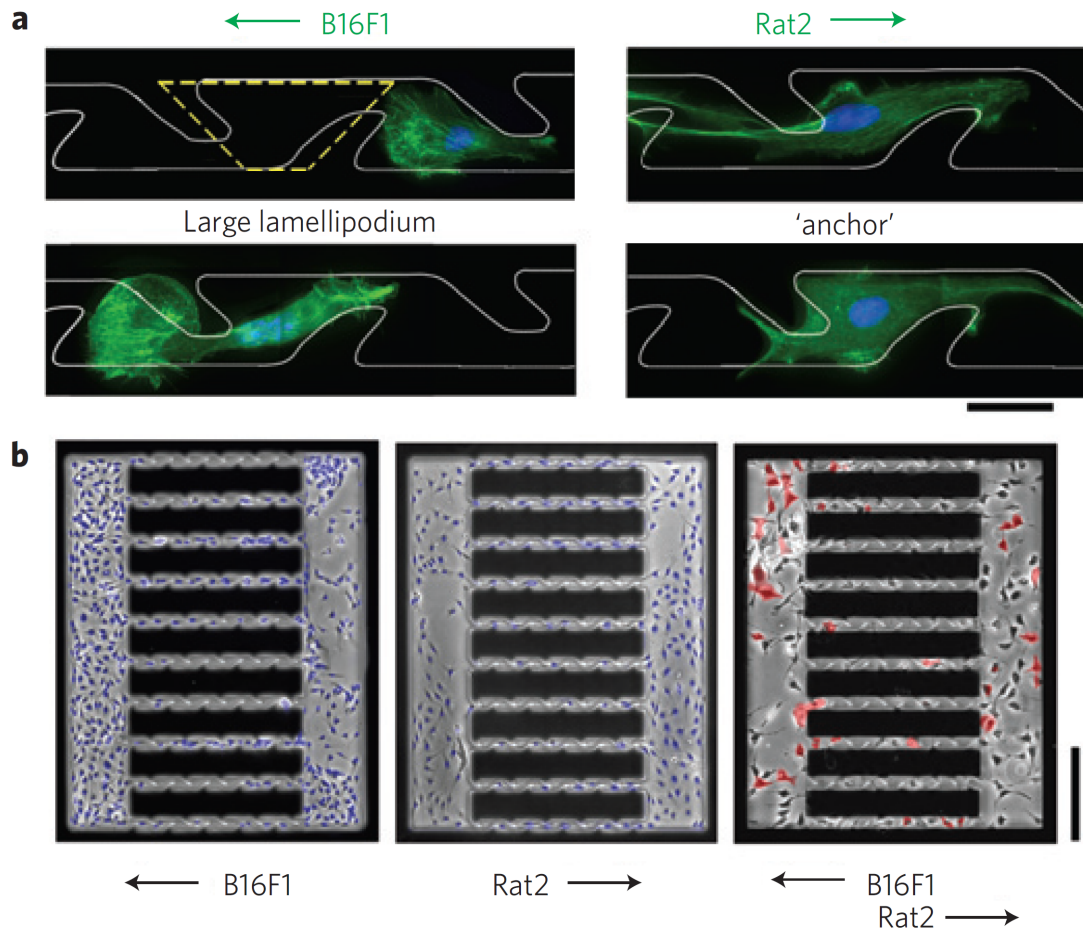 a
B16F1
Rat2
Large lamellipodium
‘anchor’
b
B16F1
Rat2
B16F1
Rat2